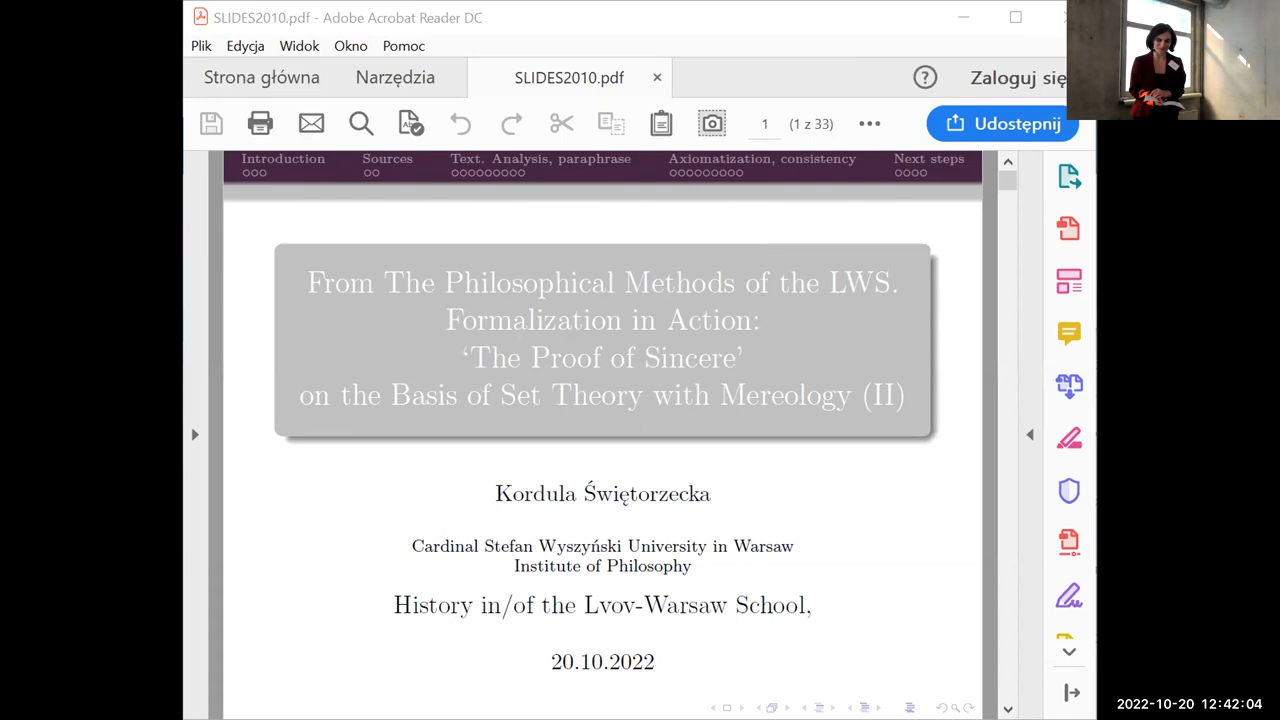 SLIDES2010.pdf - Adobe Acrobat Reader DC
Plik Edycja Widok Okno Pomoc
Strona główna Narzędzia SLIDES2010.pdf × ? Zaloguj się
1 (1 z 33) Udostępnij
Introduction Sources Text. Analysis, paraphrase Axiomatization, consistency Next steps
From The Philosophical Methods of the LWS.
Formalization in Action:
‘The Proof of Sincere’
on the Basis of Set Theory with Mereology (II)
Kordula Świętorzecka
Cardinal Stefan Wyszyński University in Warsaw
Institute of Philosophy
History in/of the Lvov-Warsaw School,
20.10.2022
2022-10-20 12:42:04